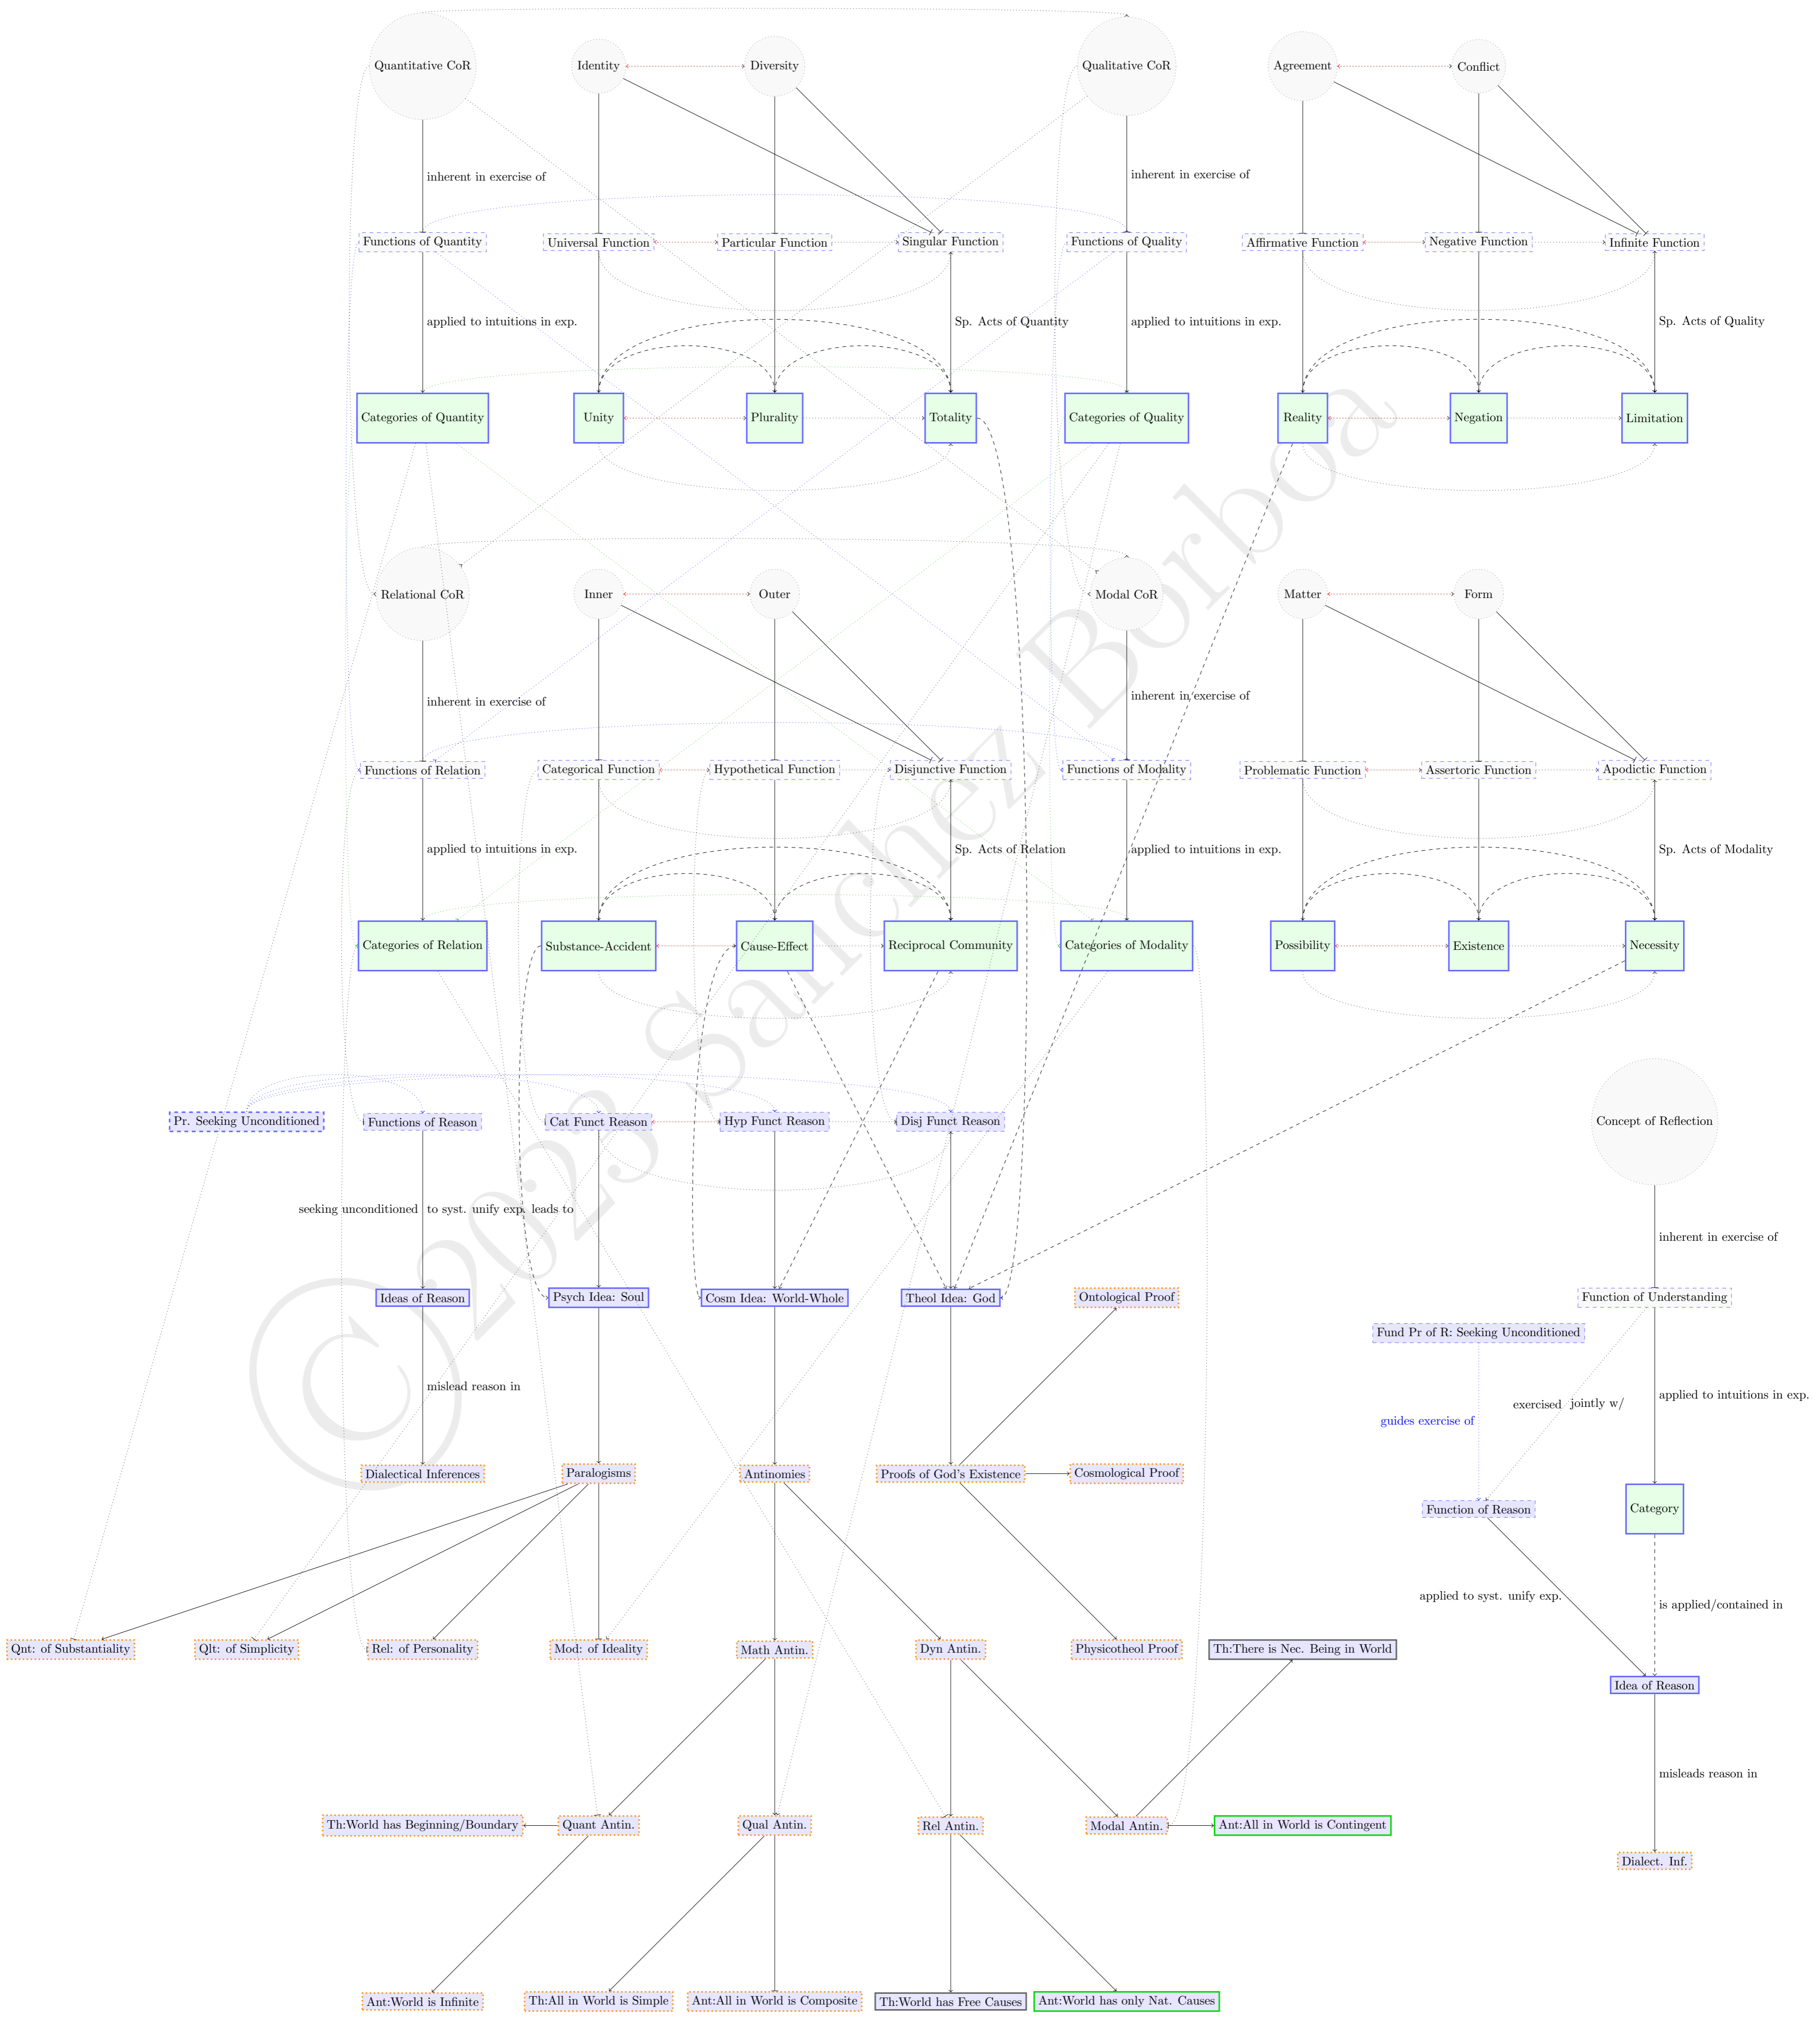 Quantitative CoR
Identity
Diversity
Qualitative CoR
Agreement
Conflict
inherent in exercise of
inherent in exercise of
Functions of Quantity
Universal Function
Particular Function
Singular Function
Functions of Quality
Affirmative Function
Negative Function
Infinite Function
applied to intuitions in exp.
Sp. Acts of Quantity
applied to intuitions in exp.
Sp. Acts of Quality
Categories of Quantity
Unity
Plurality
Totality
Categories of Quality
Reality
Negation
Limitation
Relational CoR
Inner
Outer
Modal CoR
Matter
Form
inherent in exercise of
inherent in exercise of
Functions of Relation
Categorical Function
Hypothetical Function
Disjunctive Function
Functions of Modality
Problematic Function
Assertoric Function
Apodictic Function
applied to intuitions in exp.
Sp. Acts of Relation
applied to intuitions in exp.
Sp. Acts of Modality
Categories of Relation
Substance-Accident
Cause-Effect
Reciprocal Community
Categories of Modality
Possibility
Existence
Necessity
©2023 Sanchez Borboa
Pr. Seeking Unconditioned
Functions of Reason
Cat Funct Reason
Hyp Funct Reason
Disj Funct Reason
Concept of Reflection
seeking unconditioned
to syst. unify exp. leads to
inherent in exercise of
Ideas of Reason
Psych Idea: Soul
Cosm Idea: World-Whole
Theol Idea: God
Ontological Proof
Function of Understanding
Fund Pr of R: Seeking Unconditioned
mislead reason in
guides exercise of
exercised
jointly w/
applied to intuitions in exp.
Dialectical Inferences
Paralogisms
Antinomies
Proofs of God's Existence
Cosmological Proof
Function of Reason
Category
applied to syst. unify exp.
is applied/contained in
Qnt: of Substantiality
Qlt: of Simplicity
Rel: of Personality
Mod: of Ideality
Math Antin.
Dyn Antin.
Physicotheol Proof
Th:There is Nec. Being in World
Idea of Reason
misleads reason in
Th:World has Beginning/Boundary
Quant Antin.
Qual Antin.
Rel Antin.
Modal Antin.
Ant:All in World is Contingent
Dialect. Inf.
Ant:World is Infinite
Th:All in World is Simple
Ant:All in World is Composite
Th:World has Free Causes
Ant:World has only Nat. Causes